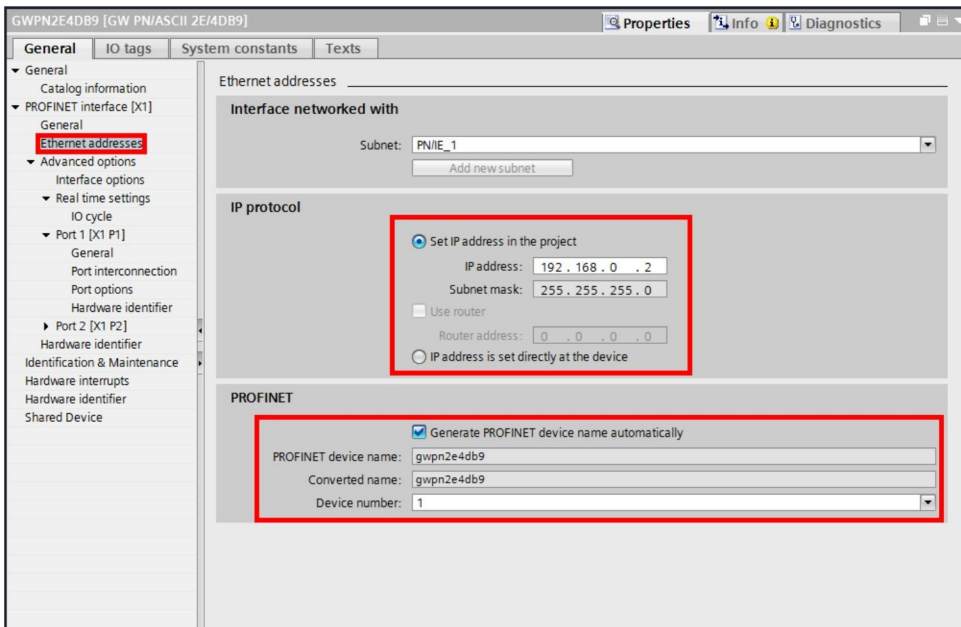 GWPN2E4DB9 [GW PN/ASCII 2E/4DB9]
Properties
Info
Diagnostics
General
IO tags
System constants
Texts
General
Catalog information
PROFINET interface [X1]
General
Ethernet addresses
Advanced options
Interface options
Real time settings
IO cycle
Port 1 [X1 P1]
General
Port interconnection
Port options
Hardware identifier
Port 2 [X1 P2]
Hardware identifier
Identification & Maintenance
Hardware interrupts
Hardware identifier
Shared Device
Ethernet addresses
Interface networked with
Subnet: PN/IE_1
Add new subnet
IP protocol
Set IP address in the project
IP address: 192 . 168 . 0 . 2
Subnet mask: 255 . 255 . 255 . 0
Use router
Router address: 0 . 0 . 0 . 0
IP address is set directly at the device
PROFINET
Generate PROFINET device name automatically
PROFINET device name: gwpn2e4db9
Converted name: gwpn2e4db9
Device number: 1